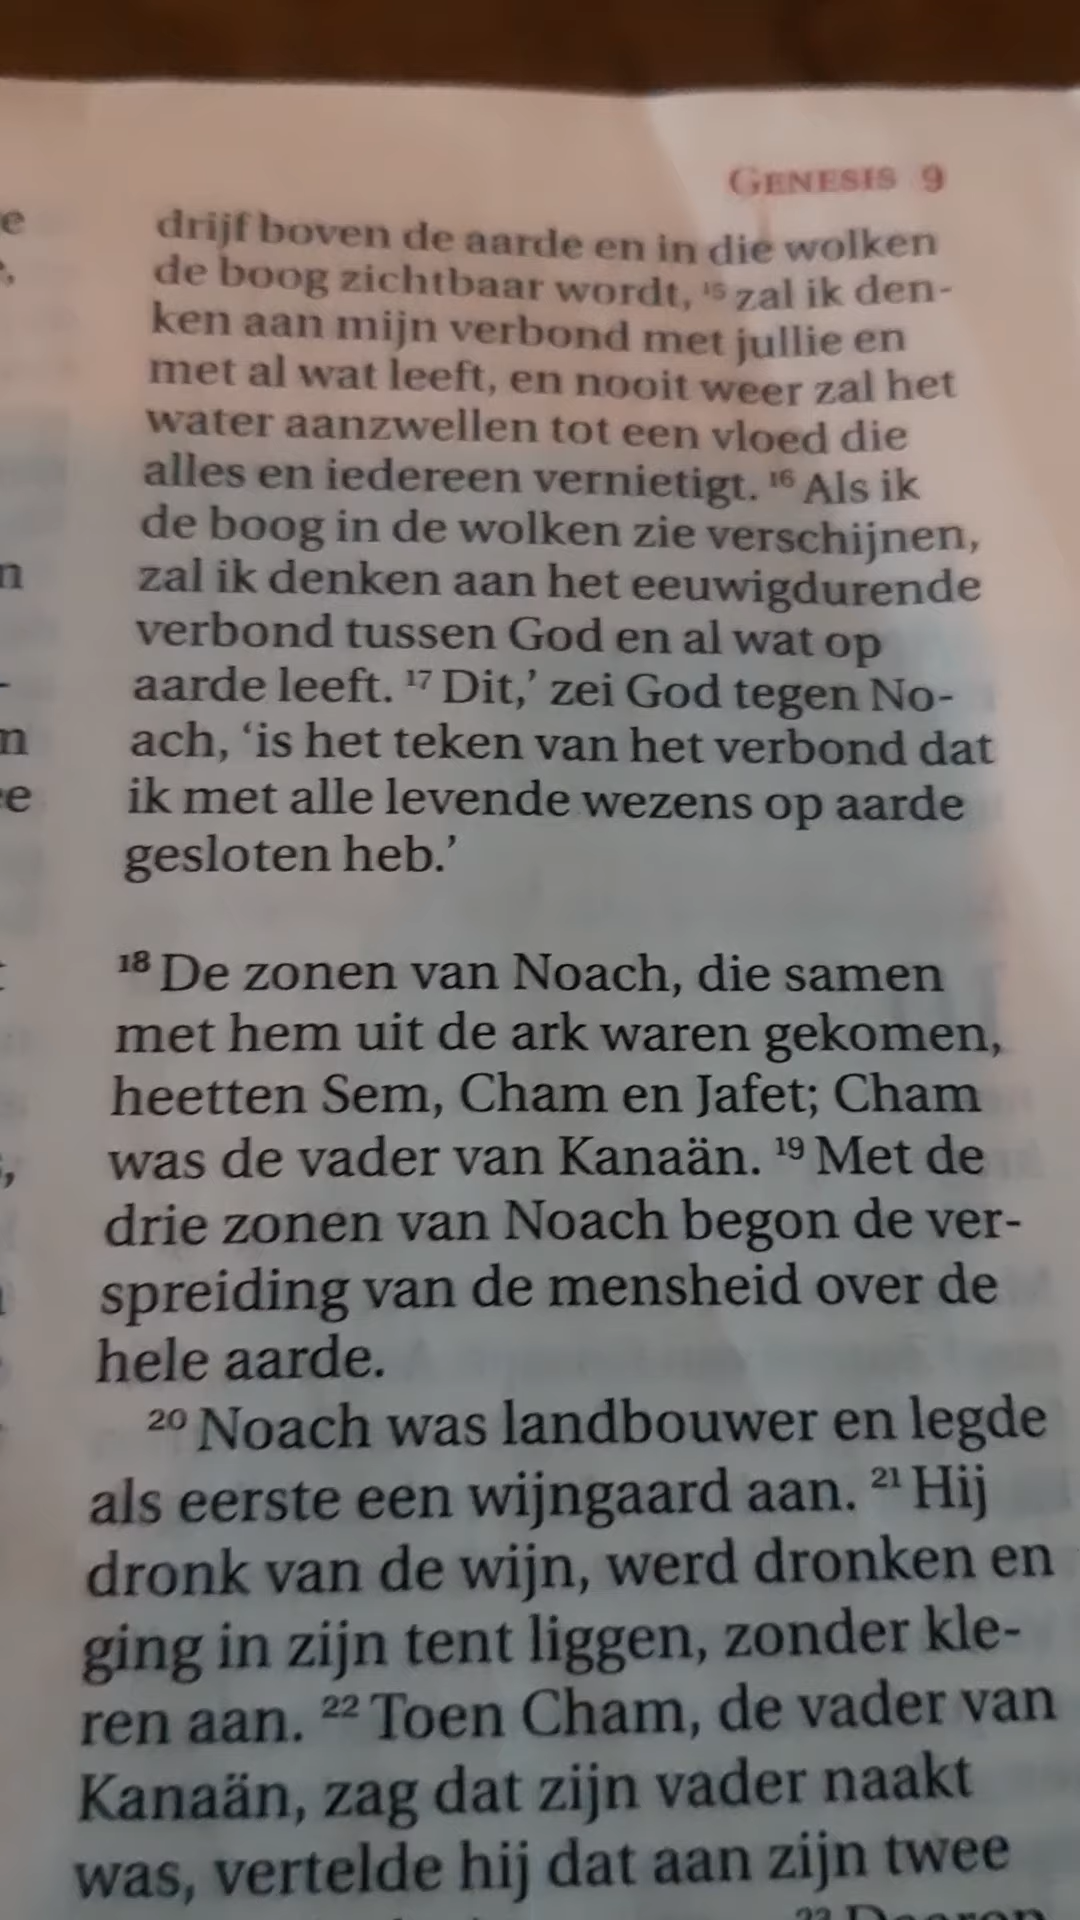 GENESIS 9
drijf boven de aarde en in die wolken
de boog zichtbaar wordt, ¹⁵ zal ik den-
ken aan mijn verbond met jullie en
met al wat leeft, en nooit weer zal het
water aanzwellen tot een vloed die
alles en iedereen vernietigt. ¹⁶ Als ik
de boog in de wolken zie verschijnen,
zal ik denken aan het eeuwigdurende
verbond tussen God en al wat op
aarde leeft. ¹⁷ Dit,’ zei God tegen No-
ach, ‘is het teken van het verbond dat
ik met alle levende wezens op aarde
gesloten heb.’
¹⁸ De zonen van Noach, die samen
met hem uit de ark waren gekomen,
heetten Sem, Cham en Jafet; Cham
was de vader van Kanaän. ¹⁹ Met de
drie zonen van Noach begon de ver-
spreiding van de mensheid over de
hele aarde.
²⁰ Noach was landbouwer en legde
als eerste een wijngaard aan. ²¹ Hij
dronk van de wijn, werd dronken en
ging in zijn tent liggen, zonder kle-
ren aan. ²² Toen Cham, de vader van
Kanaän, zag dat zijn vader naakt
was, vertelde hij dat aan zijn twee